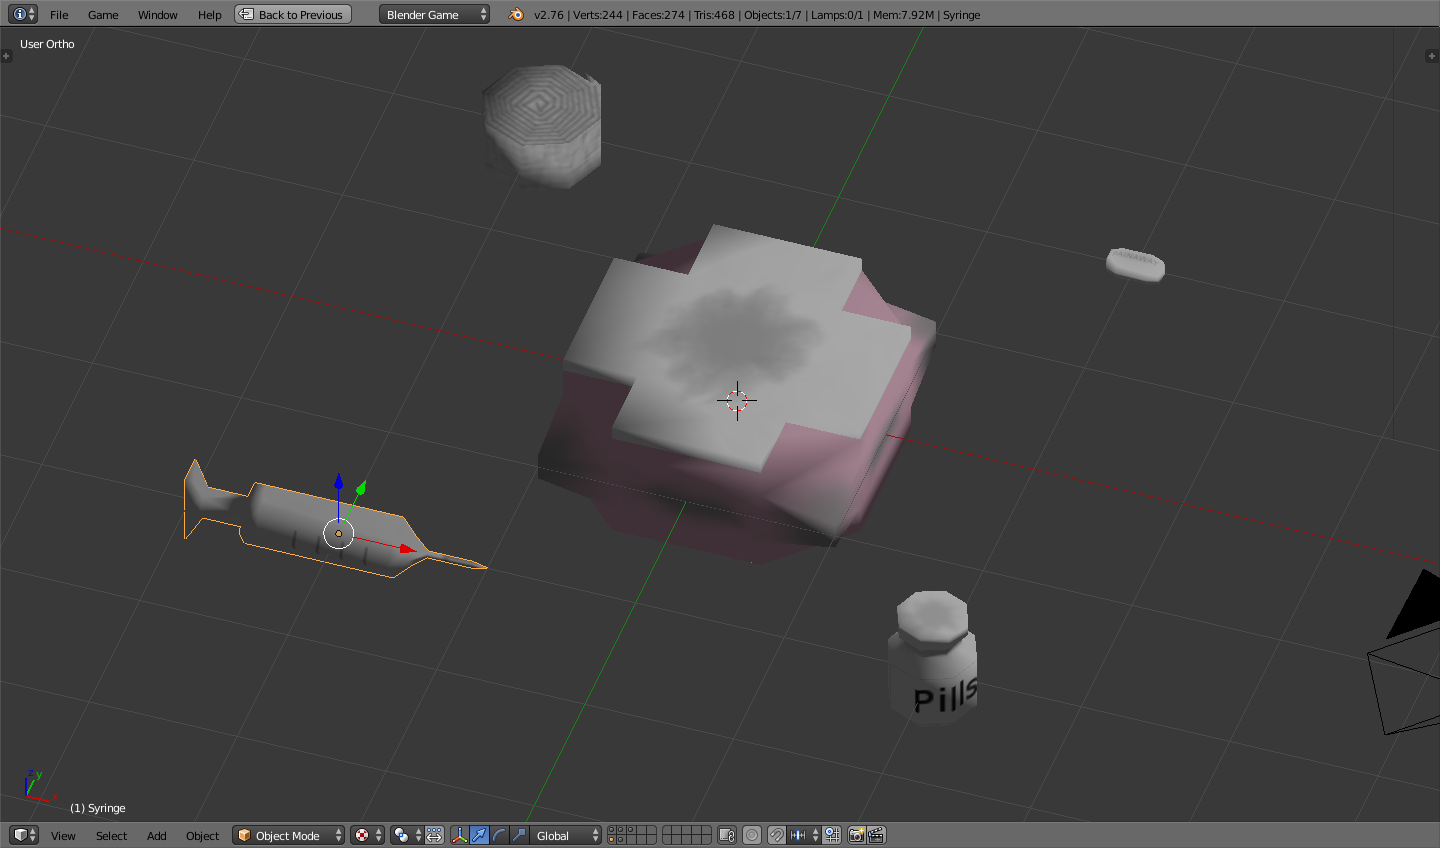 File Game Window Help Back to Previous Blender Game v2.76 | Verts:244 | Faces:274 | Tris:468 | Objects:1/7 | Lamps:0/1 | Mem:7.92M | Syringe
User Ortho
PAINAWAY
Pills
z y
x
(1) Syringe
View Select Add Object Object Mode Global